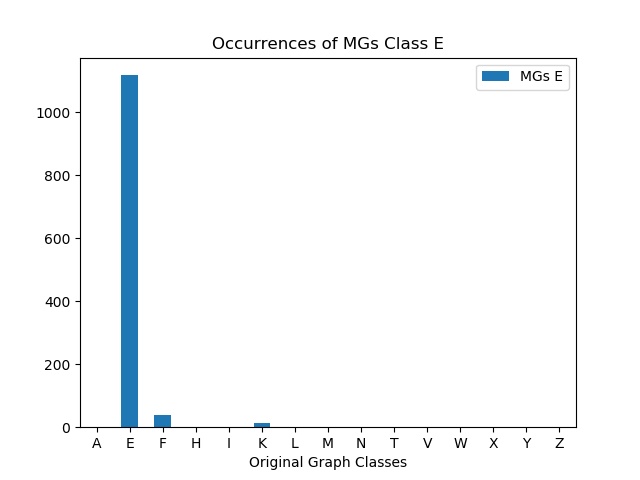 Occurrences of MGs Class E
MGs E
1000
800
600
400
200
0
A E F H I K L M N T V W X Y Z
Original Graph Classes